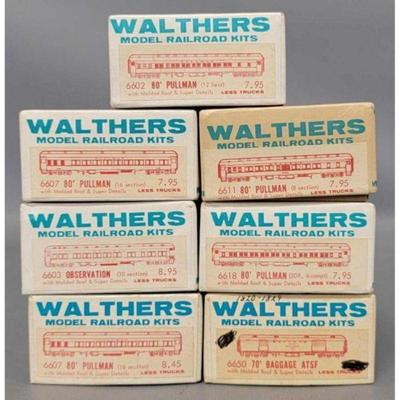 WALTHERS
MODEL RAILROAD KITS
6602 80' PULLMAN 7.95
with Molded Roof & Super Details LESS TRUCKS
WALTHERS
MODEL RAILROAD KITS
6607 80' PULLMAN (16 section) 7.95
with Molded Roof & Super Details LESS TRUCKS
WALTHERS
MODEL RAILROAD KITS
6611 80' PULLMAN (8 section) 7.95
with Molded Roof & Super Details LESS TRUCKS
WALTHERS
MODEL RAILROAD KITS
6603 OBSERVATION (10 section) 8.95
with Molded Roof & Super Details LESS TRUCKS
WALTHERS
MODEL RAILROAD KITS
6618 80' PULLMAN 7.95
with Molded Roof & Super Details LESS TRUCKS
WALTHERS
MODEL RAILROAD KITS
6607 80' PULLMAN (16 section) 8.45
with Molded Roof & Super Details LESS TRUCKS
WALTHERS
MODEL RAILROAD KITS
6650 70' BAGGAGE ATSF
with Molded Roof & Super Details